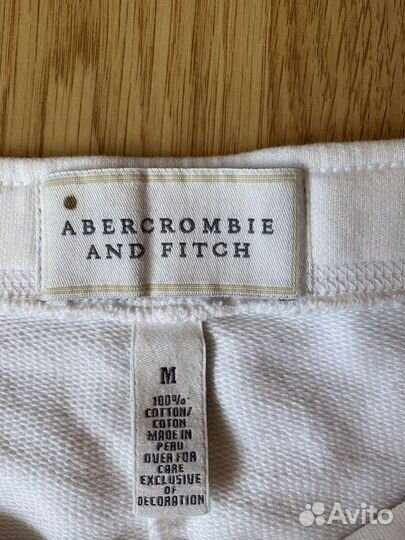 ABERCROMBIE
AND FITCH
M
100%
COTTON/
COTON
MADE IN
PERU
OVER FOR
CARE
EXCLUSIVE
OF
DECORATION
Avito